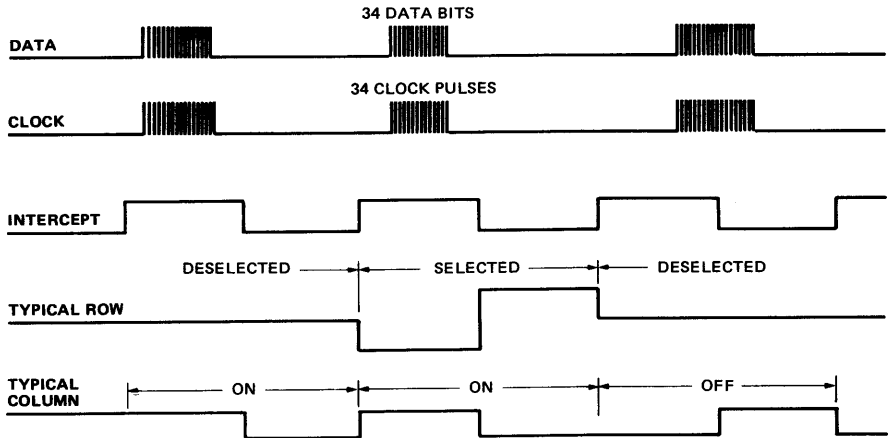 34 DATA BITS
DATA
34 CLOCK PULSES
CLOCK
INTERCEPT
DESELECTED SELECTED DESELECTED
TYPICAL ROW
TYPICAL
COLUMN
ON ON OFF